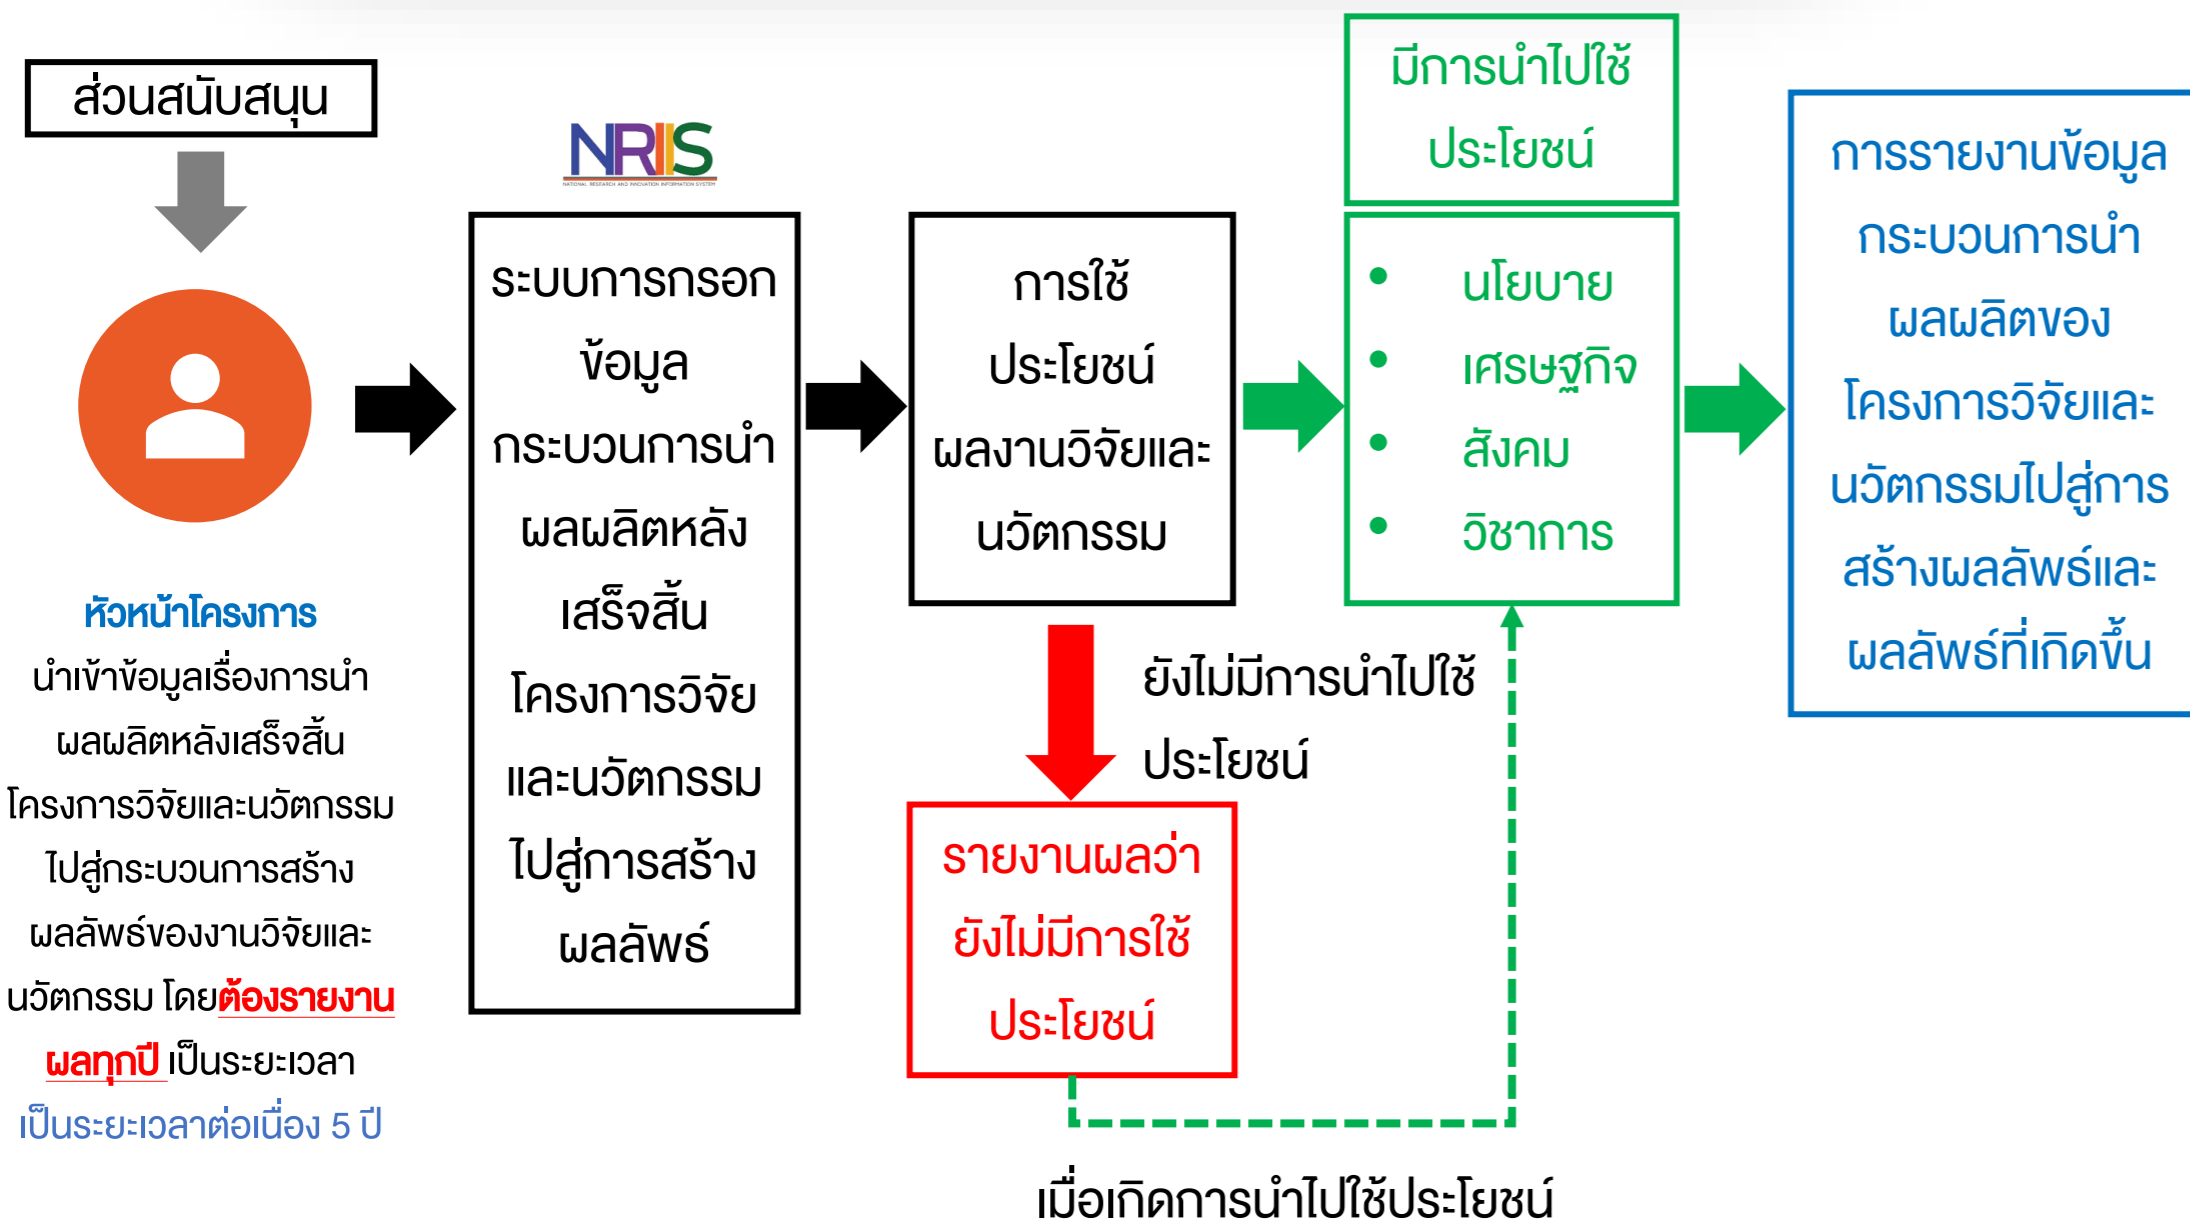 ส่วนสนับสนุน
หัวหน้าโครงการ
นำเข้าข้อมูลเรื่องการนำ
ผลผลิตหลังเสร็จสิ้น
โครงการวิจัยและนวัตกรรม
ไปสู่กระบวนการสร้าง
ผลลัพธ์ของงานวิจัยและ
นวัตกรรม โดยต้องรายงาน
ผลทุกปี เป็นระยะเวลา
เป็นระยะเวลาต่อเนื่อง 5 ปี
NRIIS
NATIONAL RESEARCH AND INNOVATION INFORMATION SYSTEM
ระบบการกรอก
ข้อมูล
กระบวนการนำ
ผลผลิตหลัง
เสร็จสิ้น
โครงการวิจัย
และนวัตกรรม
ไปสู่การสร้าง
ผลลัพธ์
การใช้
ประโยชน์
ผลงานวิจัยและ
นวัตกรรม
มีการนำไปใช้
ประโยชน์
• นโยบาย
• เศรษฐกิจ
• สังคม
• วิชาการ
ยังไม่มีการนำไปใช้
ประโยชน์
รายงานผลว่า
ยังไม่มีการใช้
ประโยชน์
เมื่อเกิดการนำไปใช้ประโยชน์
การรายงานข้อมูล
กระบวนการนำ
ผลผลิตของ
โครงการวิจัยและ
นวัตกรรมไปสู่การ
สร้างผลลัพธ์และ
ผลลัพธ์ที่เกิดขึ้น